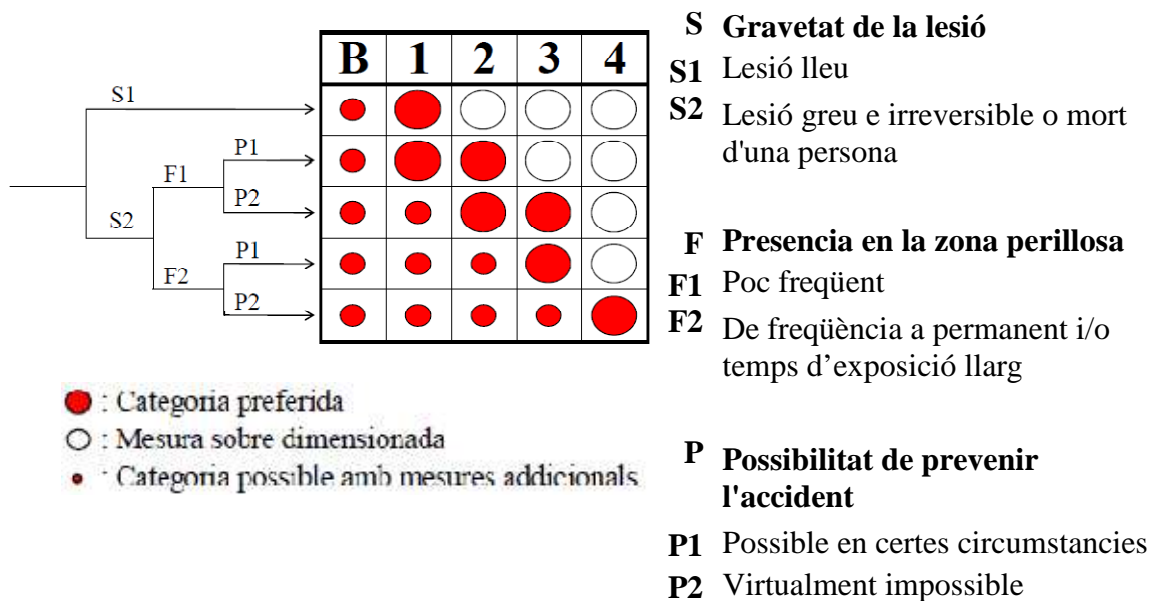 B 1 2 3 4
S1
P1
F1
P2
S2
P1
F2
P2
: Categoria preferida
: Mesura sobre dimensionada
: Categoria possible amb mesures addicionals
S Gravetat de la lesió
S1 Lesió lleu
S2 Lesió greu e irreversible o mort
d'una persona
F Presencia en la zona perillosa
F1 Poc freqüent
F2 De freqüència a permanent i/o
temps d’exposició llarg
P Possibilitat de prevenir
l'accident
P1 Possible en certes circumstancies
P2 Virtualment impossible